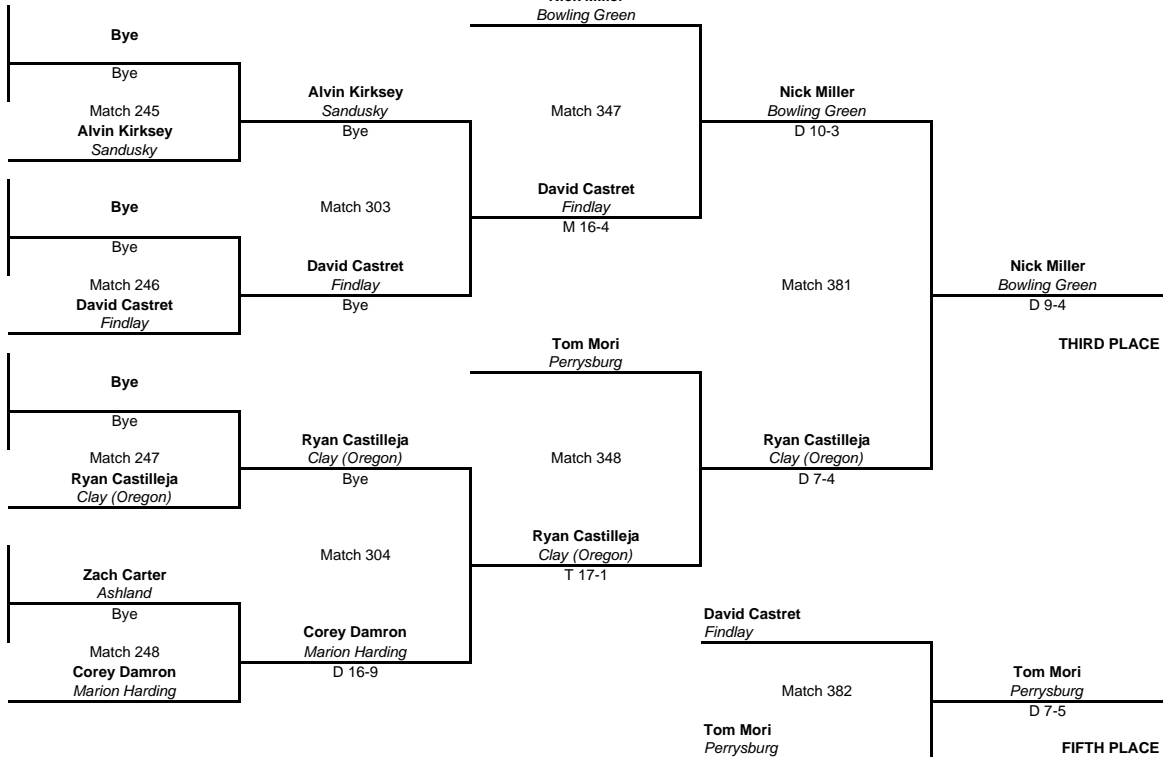 Nick Miller
Bowling Green
Bye
Bye
Match 245
Alvin Kirksey
Sandusky
Alvin Kirksey
Sandusky
Bye
Match 347
Nick Miller
Bowling Green
D 10-3
Bye
Bye
Match 246
David Castret
Findlay
Match 303
David Castret
Findlay
Bye
David Castret
Findlay
M 16-4
Match 381
Nick Miller
Bowling Green
D 9-4
THIRD PLACE
Bye
Bye
Match 247
Ryan Castilleja
Clay (Oregon)
Ryan Castilleja
Clay (Oregon)
Bye
Tom Mori
Perrysburg
Match 348
Ryan Castilleja
Clay (Oregon)
D 7-4
Zach Carter
Ashland
Bye
Match 248
Corey Damron
Marion Harding
Match 304
Corey Damron
Marion Harding
D 16-9
Ryan Castilleja
Clay (Oregon)
T 17-1
David Castret
Findlay
Match 382
Tom Mori
Perrysburg
Tom Mori
Perrysburg
D 7-5
FIFTH PLACE